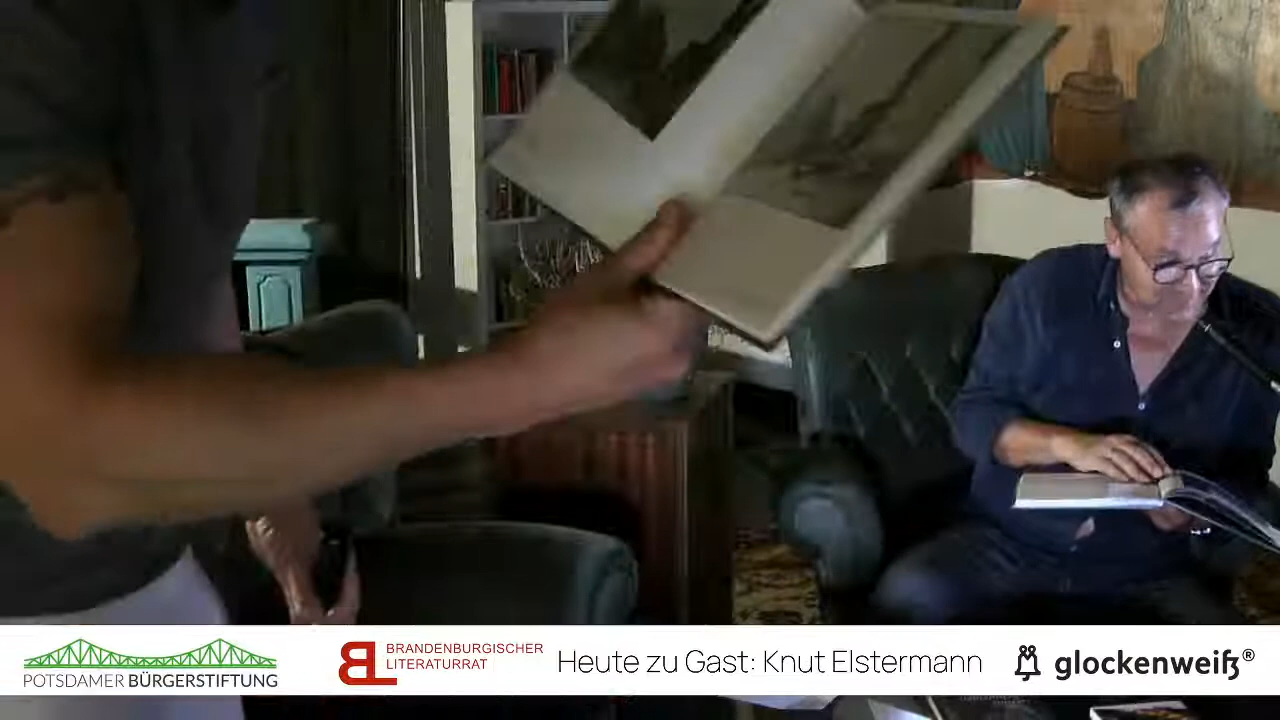 POTSDAMER BÜRGERSTIFTUNG
BRANDENBURGISCHER
LITERATURRAT
Heute zu Gast: Knut Elstermann
glockenweiß®